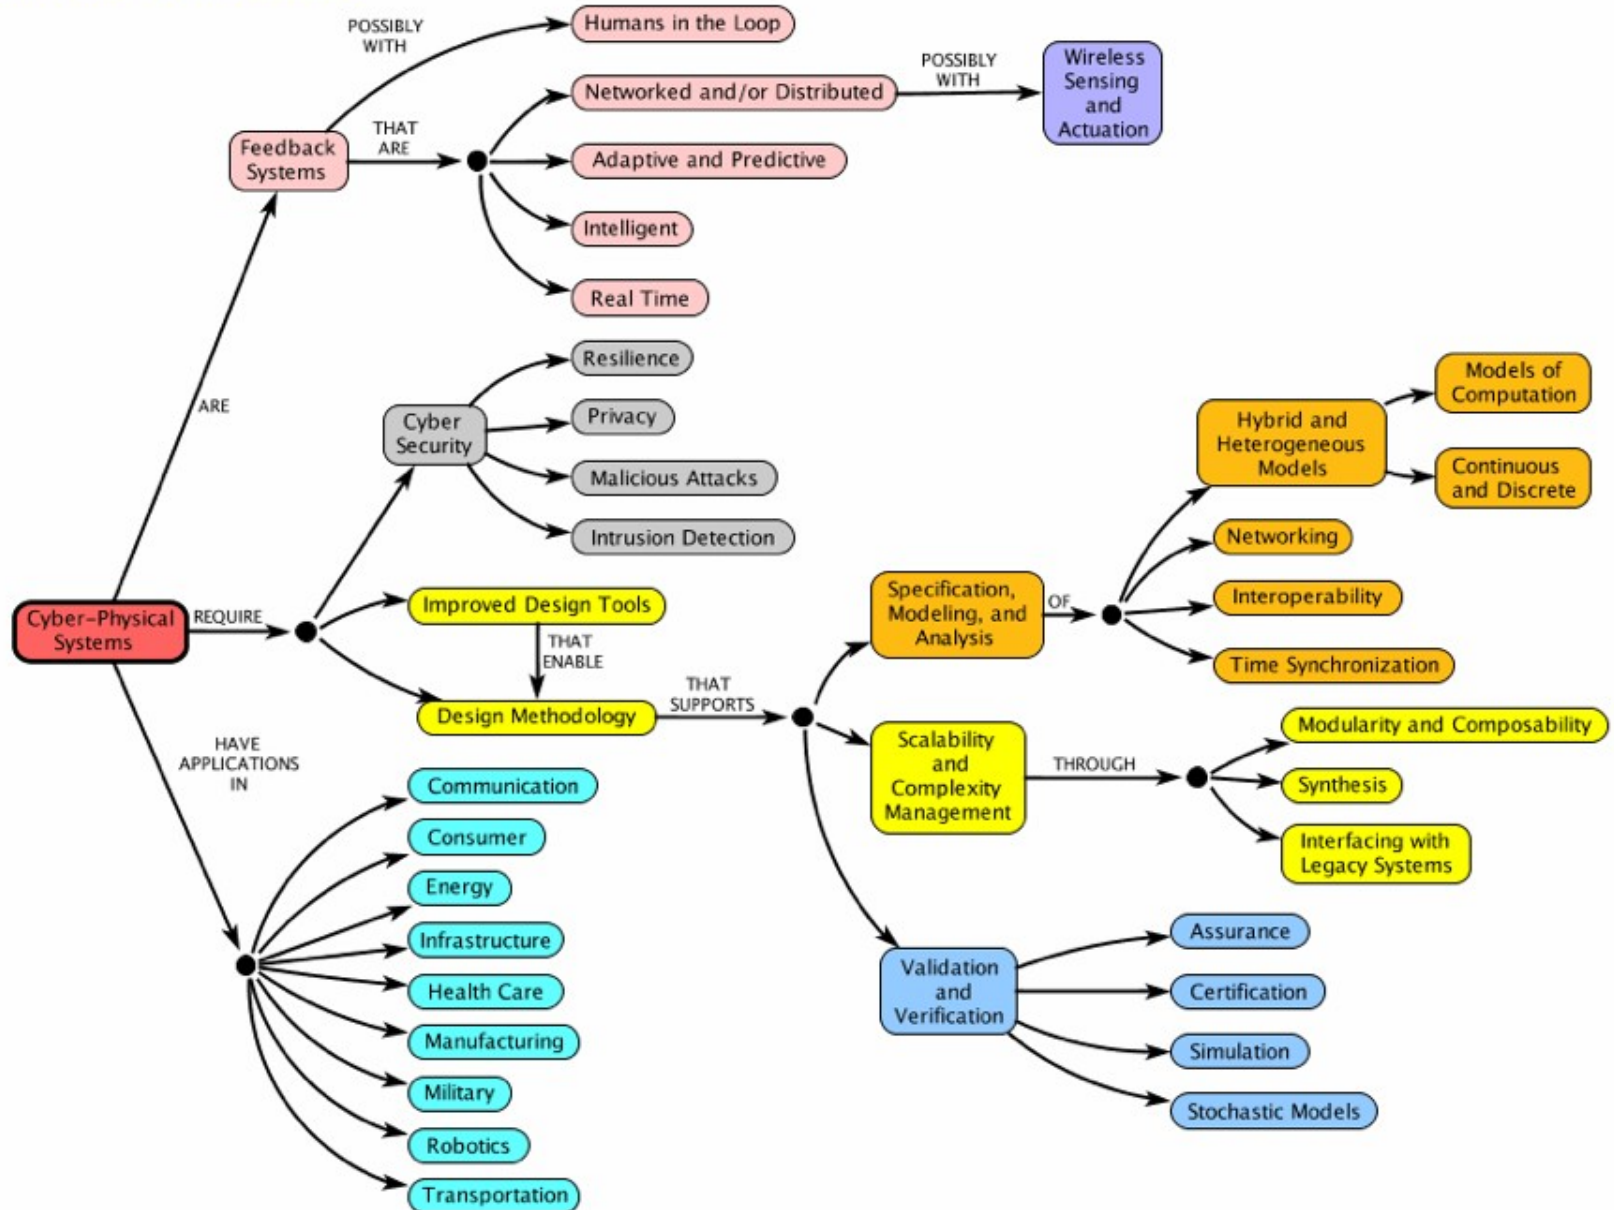 POSSIBLY
WITH
Humans in the Loop
Networked and/or Distributed
POSSIBLY
WITH
Wireless
Sensing
and
Actuation
Feedback
Systems
THAT
ARE
Adaptive and Predictive
Intelligent
Real Time
ARE
Cyber
Security
Resilience
Privacy
Malicious Attacks
Intrusion Detection
Cyber-Physical
Systems
REQUIRE
Improved Design Tools
THAT
ENABLE
Design Methodology
THAT
SUPPORTS
Specification,
Modeling, and
Analysis
OF
Hybrid and
Heterogeneous
Models
Models of
Computation
Continuous
and Discrete
Networking
Interoperability
Time Synchronization
Scalability
and
Complexity
Management
THROUGH
Modularity and Composability
Synthesis
Interfacing with
Legacy Systems
Validation
and
Verification
Assurance
Certification
Simulation
Stochastic Models
HAVE
APPLICATIONS
IN
Communication
Consumer
Energy
Infrastructure
Health Care
Manufacturing
Military
Robotics
Transportation